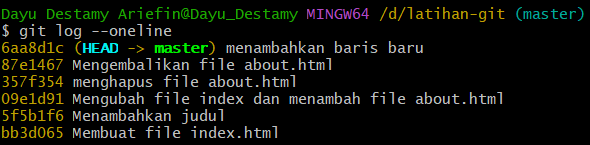 Dayu Destamy Ariefin@Dayu_Destamy MINGW64 /d/latihan-git (master)
$ git log --oneline
6aa8d1c (HEAD -> master) menambahkan baris baru
87e1467 Mengembalikan file about.html
357f354 menghapus file about.html
09e1d91 Mengubah file index dan menambah file about.html
5f5b1f6 Menambahkan judul
bb3d065 Membuat file index.html